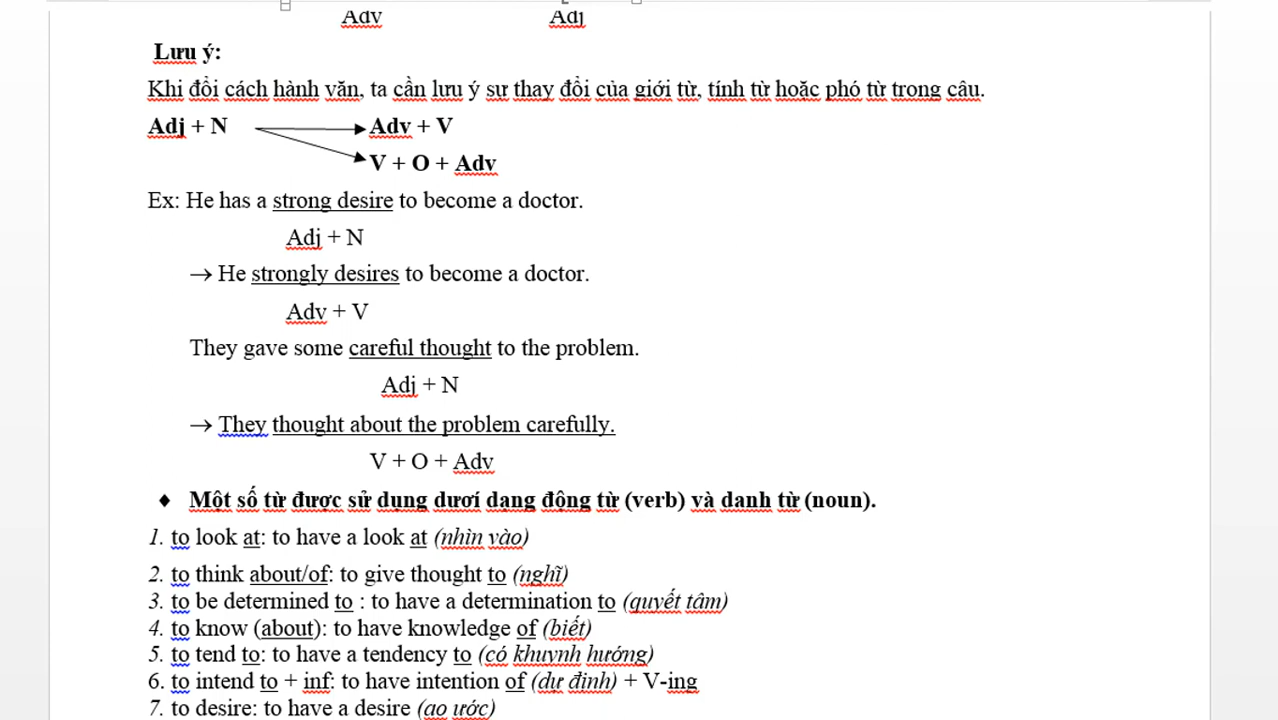 Adv Adj
Lưu ý:
Khi đổi cách hành văn, ta cần lưu ý sự thay đổi của giới từ, tính từ hoặc phó từ trong câu.
Adj + N Adv + V
V + O + Adv
Ex: He has a strong desire to become a doctor.
Adj + N
→ He strongly desires to become a doctor.
Adv + V
They gave some careful thought to the problem.
Adj + N
→ They thought about the problem carefully.
V + O + Adv
♦ Một số từ được sử dụng dươí dạng động từ (verb) và danh từ (noun).
1. to look at: to have a look at (nhìn vào)
2. to think about/of: to give thought to (nghĩ)
3. to be determined to : to have a determination to (quyết tâm)
4. to know (about): to have knowledge of (biết)
5. to tend to: to have a tendency to (có khuynh hướng)
6. to intend to + inf: to have intention of (dự định) + V-ing
7. to desire: to have a desire (ao ước)